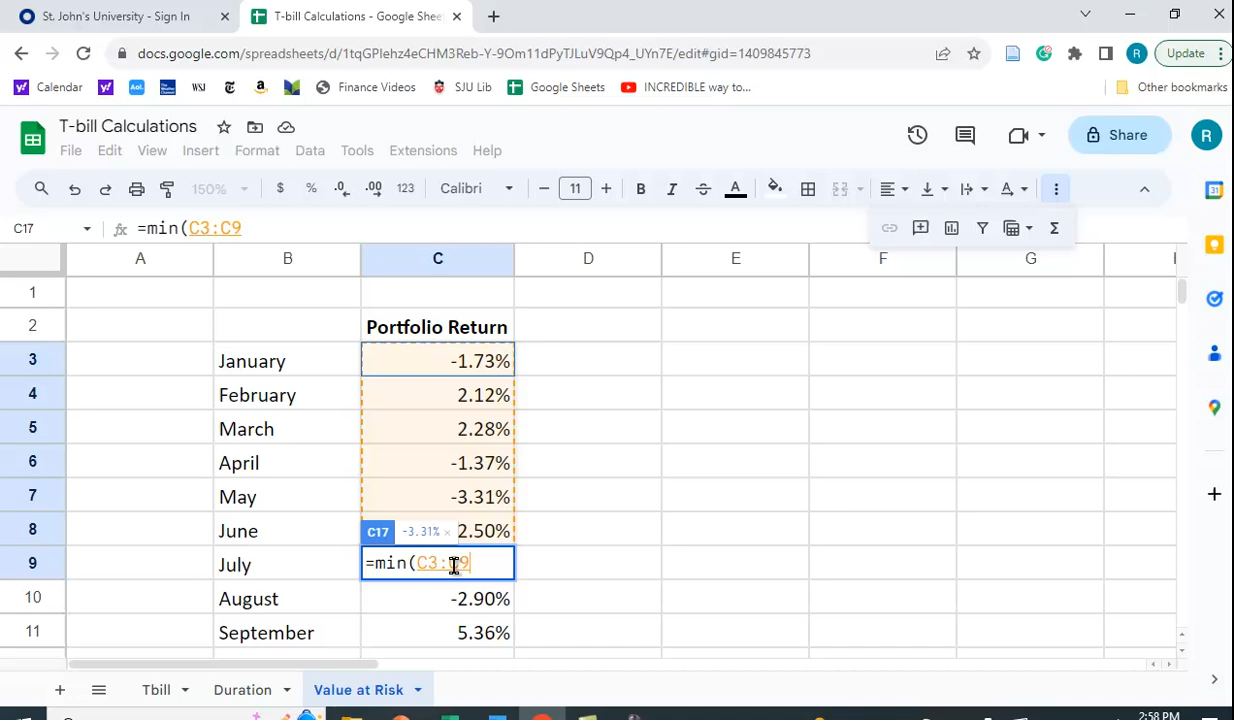 St. John's University - Sign In
T-bill Calculations - Google Shee
docs.google.com/spreadsheets/d/1tqGPIehz4eCHM3Reb-Y-9Om11dPyTJLuV9Qp4_UYn7E/edit#gid=1409845773
R
Update
Calendar
Aol.
WSJ
Finance Videos
SJU Lib
Google Sheets
INCREDIBLE way to...
Other bookmarks
T-bill Calculations
File Edit View Insert Format Data Tools Extensions Help
Share
R
150% $ % .0 .00 123 Calibri 11 B I S A
C17 fx =min(C3:C9
A B C D E F G
1
2 Portfolio Return
3 January -1.73%
4 February 2.12%
5 March 2.28%
6 April -1.37%
7 May -3.31%
8 June C17 -3.31% × 2.50%
9 July =min(C3:C9
10 August -2.90%
11 September 5.36%
Tbill Duration Value at Risk
2:58 PM